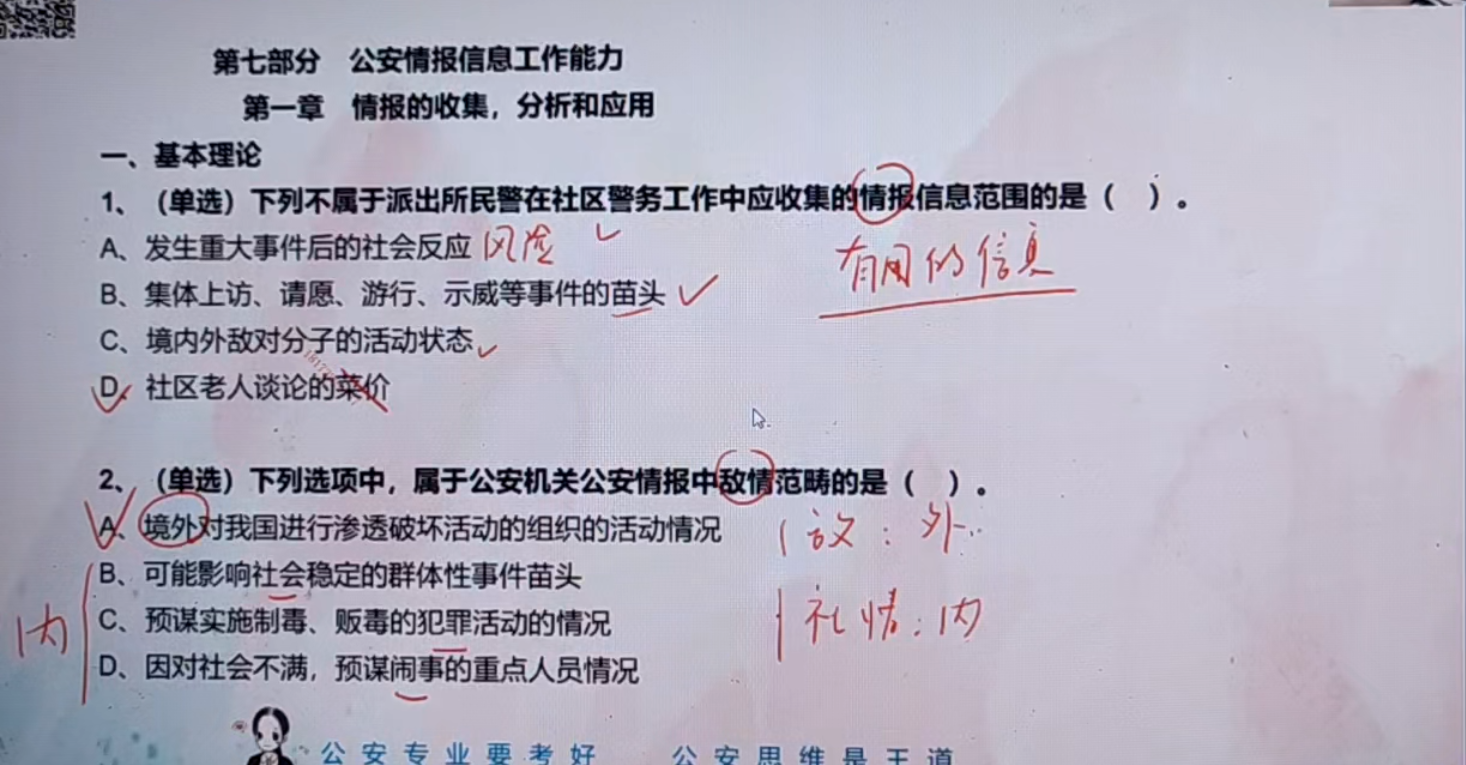 第七部分 公安情报信息工作能力
第一章 情报的收集，分析和应用
一、基本理论
1、（单选）下列不属于派出所民警在社区警务工作中应收集的情报信息范围的是（ ）。
A、发生重大事件后的社会反应 风险
有用的信息
B、集体上访、请愿、游行、示威等事件的苗头
C、境内外敌对分子的活动状态
D、社区老人谈论的菜价
2、（单选）下列选项中，属于公安机关公安情报中敌情范畴的是（ ）。
A、境外对我国进行渗透破坏活动的组织的活动情况
敌：外
B、可能影响社会稳定的群体性事件苗头
C、预谋实施制毒、贩毒的犯罪活动的情况
社情：内
内
D、因对社会不满，预谋闹事的重点人员情况
公安专业要考好 公安思维是王道